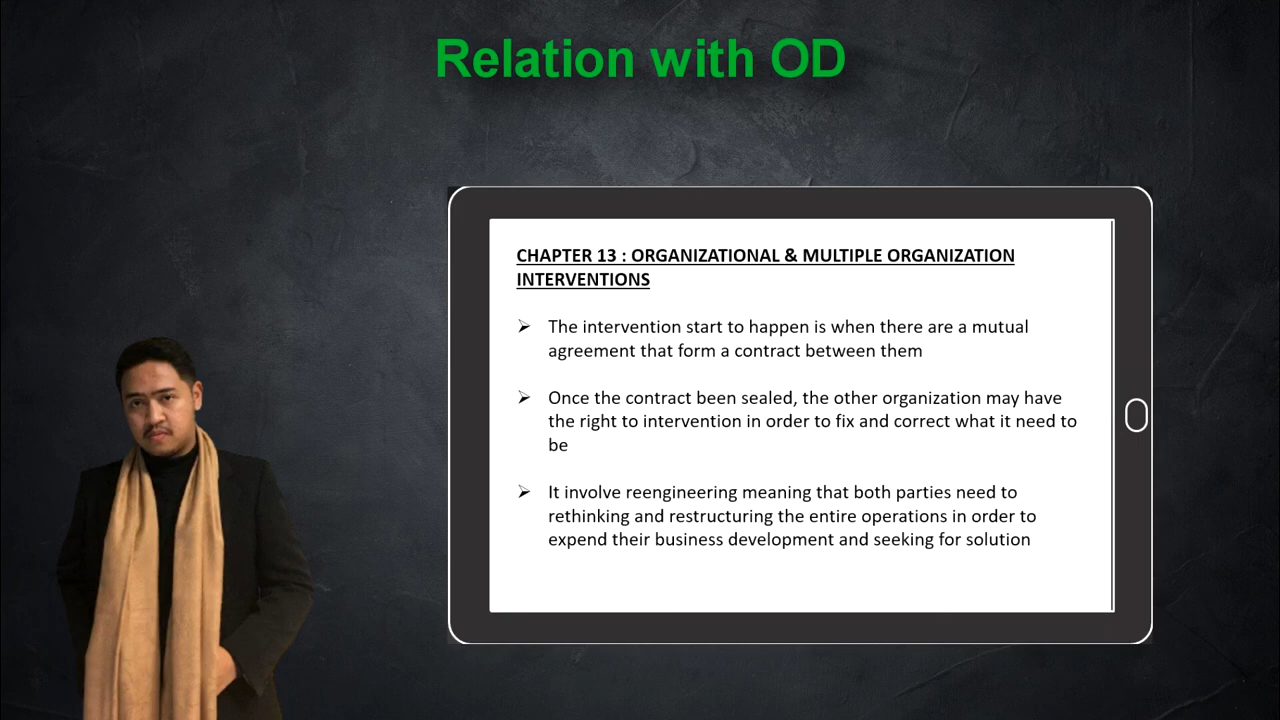 Relation with OD
CHAPTER 13 : ORGANIZATIONAL & MULTIPLE ORGANIZATION
INTERVENTIONS
➢ The intervention start to happen is when there are a mutual
agreement that form a contract between them
➢ Once the contract been sealed, the other organization may have
the right to intervention in order to fix and correct what it need to
be
➢ It involve reengineering meaning that both parties need to
rethinking and restructuring the entire operations in order to
expend their business development and seeking for solution